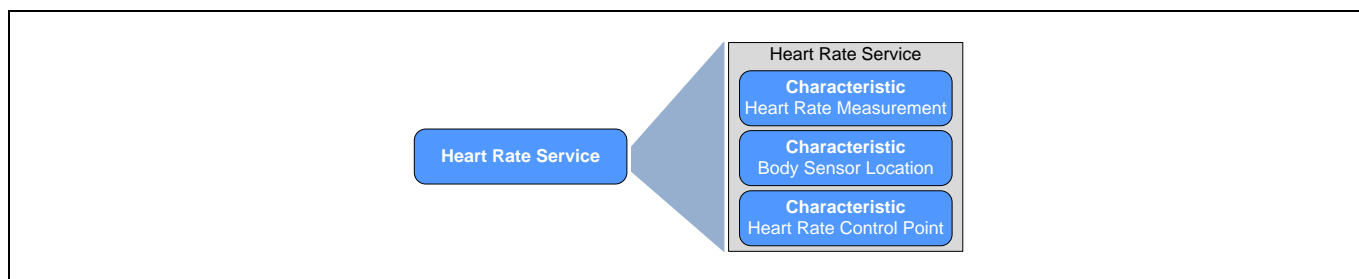 Heart Rate Service
Heart Rate Service
Characteristic
Heart Rate Measurement
Characteristic
Body Sensor Location
Characteristic
Heart Rate Control Point